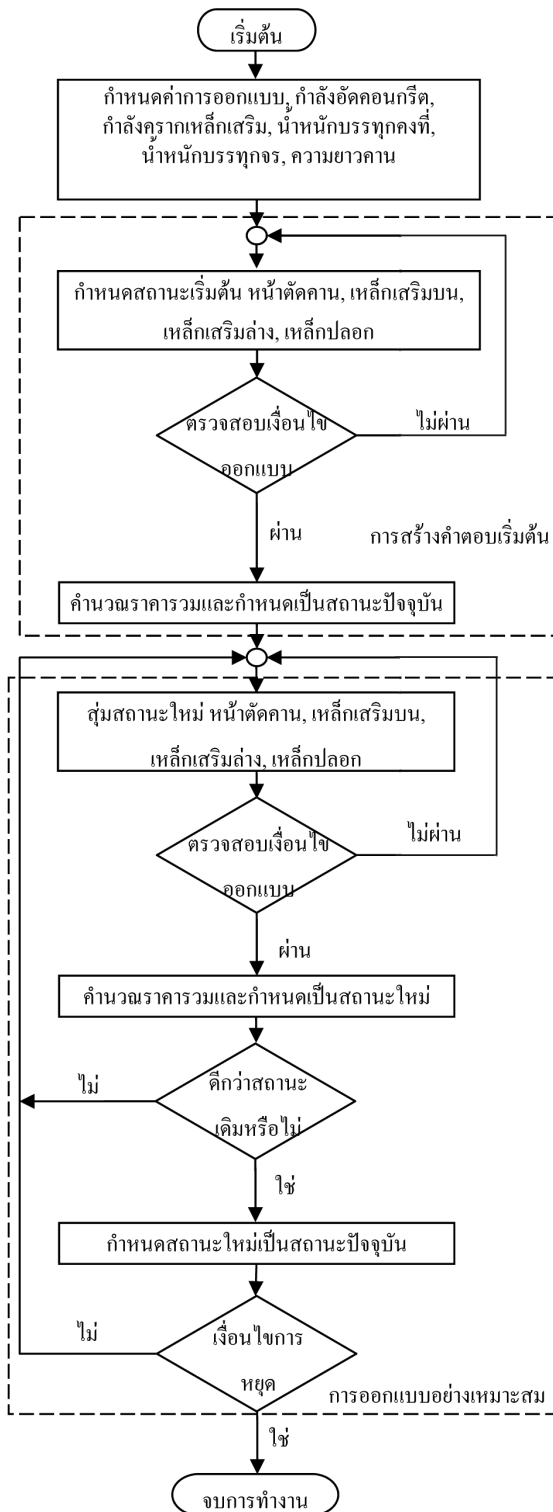 เริ่มต้น
กำหนดค่าการออกแบบ, กำลังอัดคอนกรีต,
กำลังครากเหล็กเสริม, น้ำหนักบรรทุกคงที่,
น้ำหนักบรรทุกจร, ความยาวคาน
กำหนดสถานะเริ่มต้น หน้าตัดคาน, เหล็กเสริมบน,
เหล็กเสริมล่าง, เหล็กปลอก
ตรวจสอบเงื่อนไข
ออกแบบ
ไม่ผ่าน
ผ่าน
การสร้างคำตอบเริ่มต้น
คำนวณราคารวมและกำหนดเป็นสถานะปัจจุบัน
สุ่มสถานะใหม่ หน้าตัดคาน, เหล็กเสริมบน,
เหล็กเสริมล่าง, เหล็กปลอก
ตรวจสอบเงื่อนไข
ออกแบบ
ไม่ผ่าน
ผ่าน
คำนวณราคารวมและกำหนดเป็นสถานะใหม่
ดีกว่าสถานะ
เดิมหรือไม่
ไม่
ใช่
กำหนดสถานะใหม่เป็นสถานะปัจจุบัน
เงื่อนไขการ
หยุด
ไม่
การออกแบบอย่างเหมาะสม
ใช่
จบการทำงาน